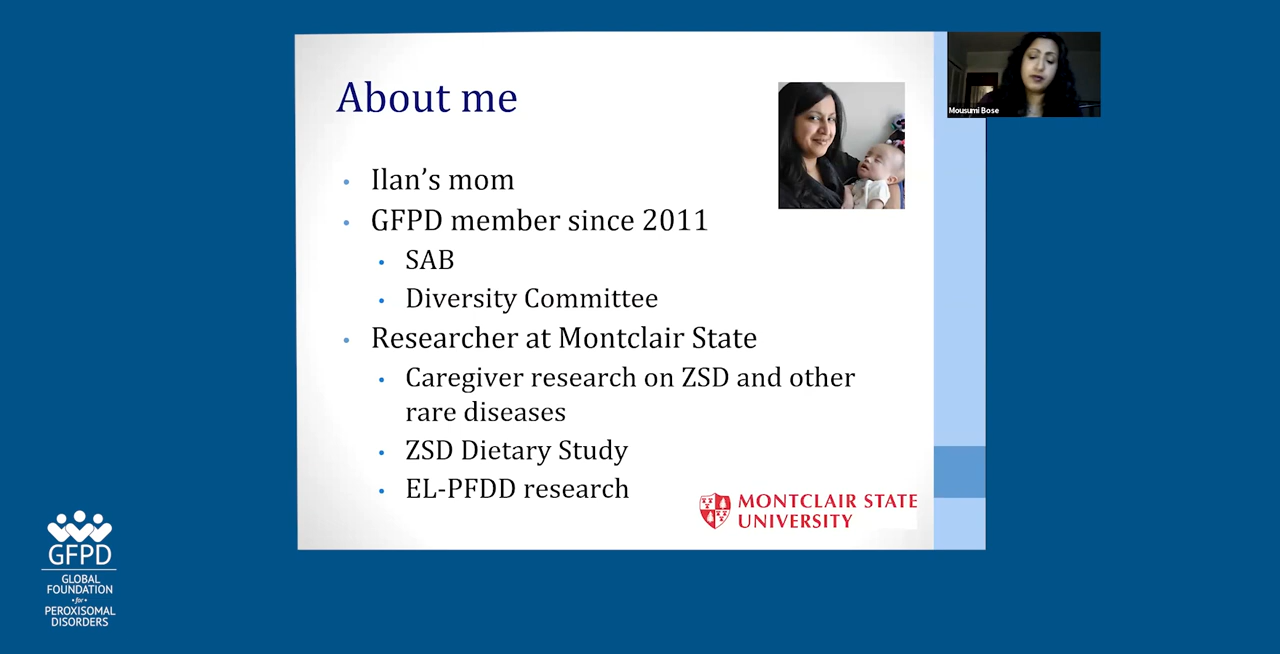 About me
Mousumi Bose
Ilan's mom
GFPD member since 2011
SAB
Diversity Committee
Researcher at Montclair State
Caregiver research on ZSD and other
rare diseases
ZSD Dietary Study
EL-PFDD research
MONTCLAIR STATE
UNIVERSITY
GFPD
GLOBAL
FOUNDATION
for
PEROXISOMAL
DISORDERS